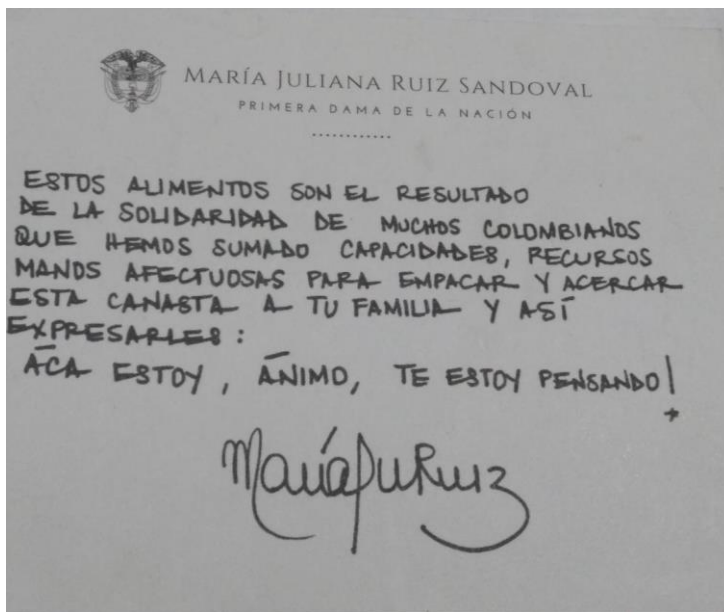 MARÍA JULIANA RUIZ SANDOVAL
PRIMERA DAMA DE LA NACIÓN
ESTOS ALIMENTOS SON EL RESULTADO
DE LA SOLIDARIDAD DE MUCHOS COLOMBIANOS
QUE HEMOS SUMADO CAPACIDADES, RECURSOS
MANOS AFECTUOSAS PARA EMPACAR Y ACERCAR
ESTA CANASTA A TU FAMILIA Y ASÍ
EXPRESARLES:
ÁCA ESTOY, ÁNIMO, TE ESTOY PENSANDO!
MaríaJuRuiz